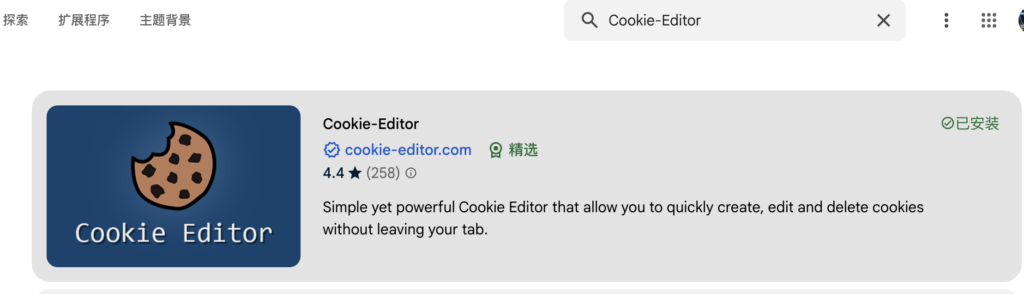 探索 扩展程序 主题背景 Cookie-Editor
Cookie Editor
Cookie-Editor
已安装
cookie-editor.com 精选
4.4 ★ (258)
Simple yet powerful Cookie Editor that allow you to quickly create, edit and delete cookies
without leaving your tab.